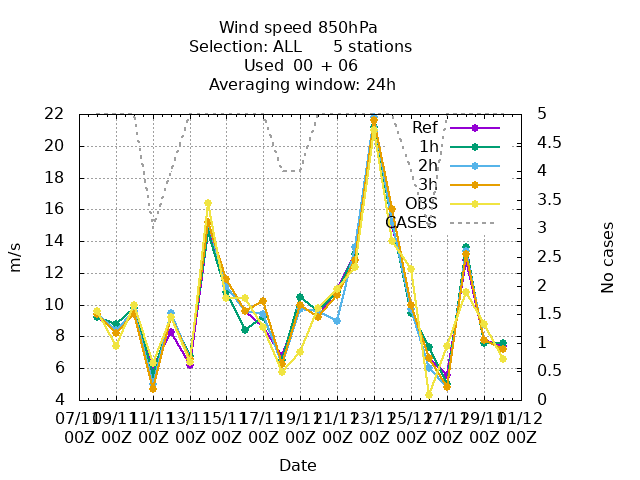 Wind speed 850hPa
Selection: ALL 5 stations
Used 00 + 06
Averaging window: 24h
m/s
22
20
18
16
14
12
10
8
6
4
Ref
1h
2h
3h
OBS
CASES
5
4.5
4
3.5
3
2.5
2
1.5
1
0.5
0
No cases
07/11 09/11 11/11 13/11 15/11 17/11 19/11 21/11 23/11 25/11 27/11 29/11 01/12
00Z 00Z 00Z 00Z 00Z 00Z 00Z 00Z 00Z 00Z 00Z 00Z 00Z
Date